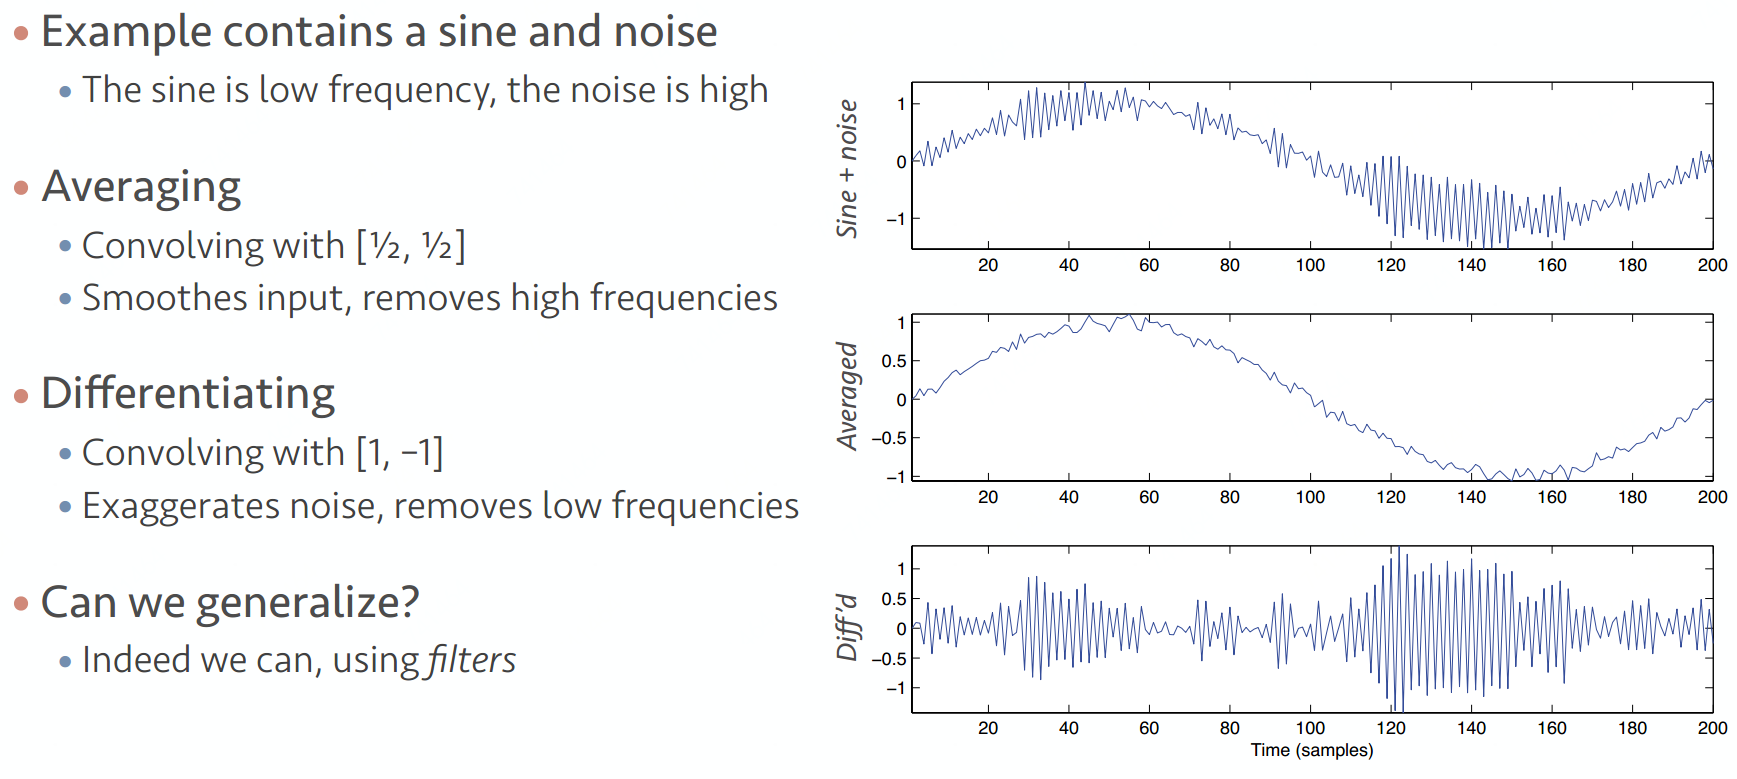 • Example contains a sine and noise
• The sine is low frequency, the noise is high
• Averaging
• Convolving with [½, ½]
• Smoothes input, removes high frequencies
• Differentiating
• Convolving with [1, −1]
• Exaggerates noise, removes low frequencies
• Can we generalize?
• Indeed we can, using filters
Sine + noise
1
0
−1
20 40 60 80 100 120 140 160 180 200
Averaged
1
0.5
0
−0.5
−1
20 40 60 80 100 120 140 160 180 200
Diff'd
1
0.5
0
−0.5
−1
20 40 60 80 100 120 140 160 180 200
Time (samples)